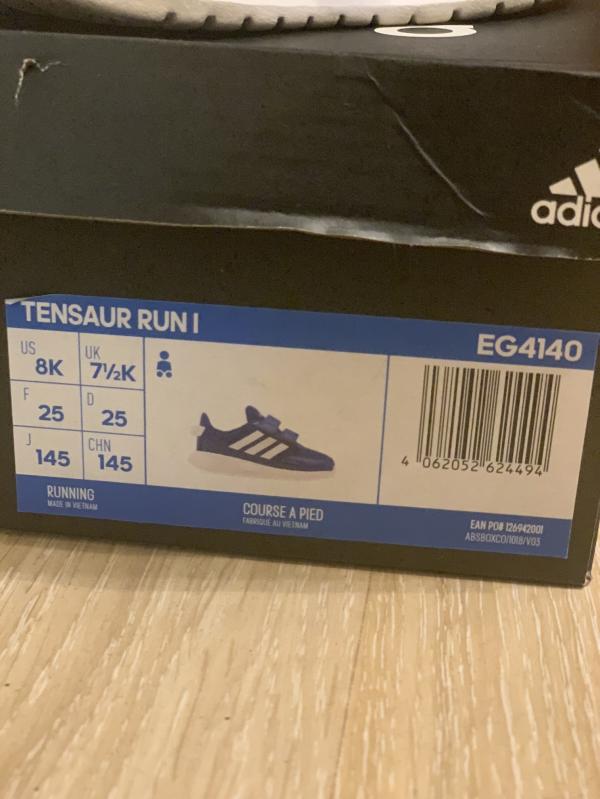 adidas
TENSAUR RUN I
EG4140
US
8K
UK
7½K
F
25
D
25
J
145
CHN
145
4 062052 624494
RUNNING
MADE IN VIETNAM
COURSE A PIED
FABRIQUE AU VIETNAM
EAN PO# 126942001
ABSBOXCO/1018/V03